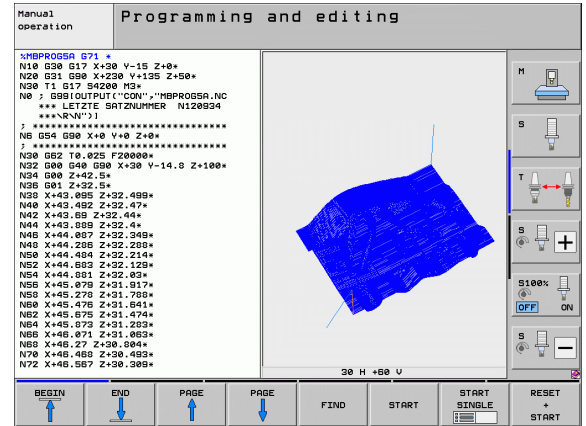 Manual
operation
Programming and editing
%MBPROG5A G71 *
N10 G30 G17 X+30 Y-15 Z+0*
N20 G31 G90 X+230 Y+135 Z+50*
N30 T1 G17 S4200 M3*
N0 ; G99[OUTPUT("CON","MBPROG5A.NC
*** LETZTE SATZNUMMER  N120934
***\R\N")]
; *******************************
N6 G54 G90 X+0 Y+0 Z+0*
; *******************************
N30 G62 T0.025 F20000*
N32 G00 G40 G90 X+30 Y-14.8 Z+100*
N34 G00 Z+42.5*
N36 G01 Z+32.5*
N38 X+43.095 Z+32.499*
N40 X+43.492 Z+32.47*
N42 X+43.69 Z+32.44*
N44 X+43.889 Z+32.4*
N46 X+44.087 Z+32.349*
N48 X+44.286 Z+32.288*
N50 X+44.484 Z+32.214*
N52 X+44.683 Z+32.129*
N54 X+44.881 Z+32.03*
N56 X+45.079 Z+31.917*
N58 X+45.278 Z+31.788*
N60 X+45.476 Z+31.641*
N62 X+45.675 Z+31.474*
N64 X+45.873 Z+31.283*
N66 X+46.071 Z+31.063*
N68 X+46.27 Z+30.804*
N70 X+46.468 Z+30.493*
N72 X+46.567 Z+30.309*
30 H +60 V
M
S
T
S
+
S100%
OFF ON
S
-
BEGIN
END
PAGE
PAGE
FIND
START
START
SINGLE
RESET
+
START